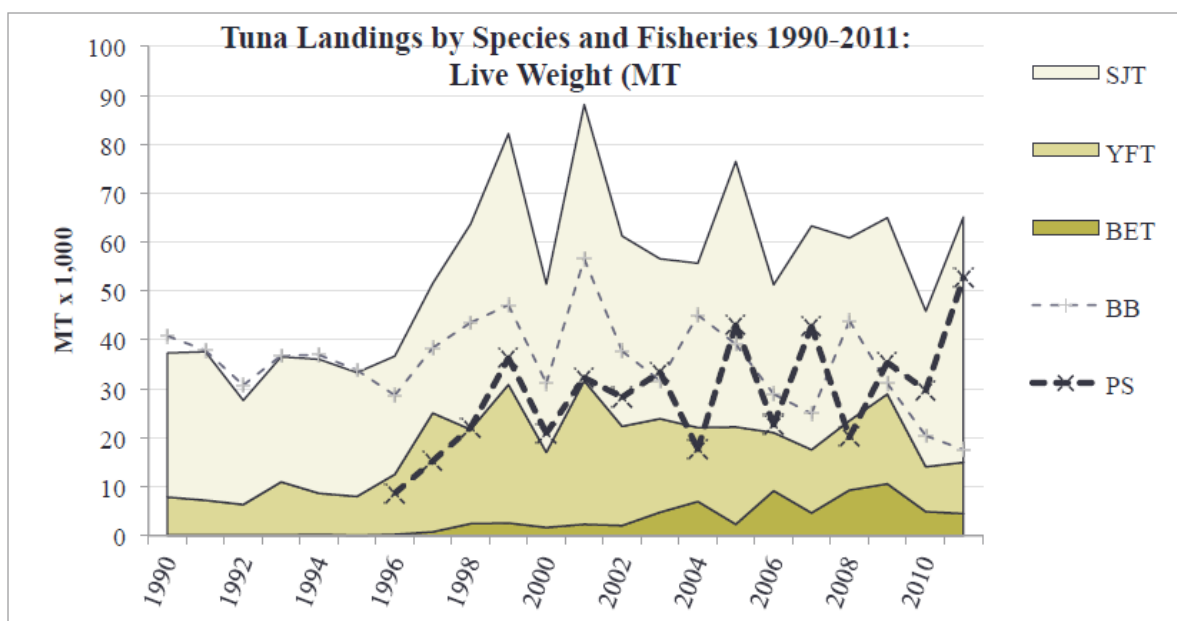 Tuna Landings by Species and Fisheries 1990-2011:
Live Weight (MT
100
90
80
70
60
50
40
30
20
10
0
MT x 1,000
1990
1992
1994
1996
1998
2000
2002
2004
2006
2008
2010
SJT
YFT
BET
BB
PS